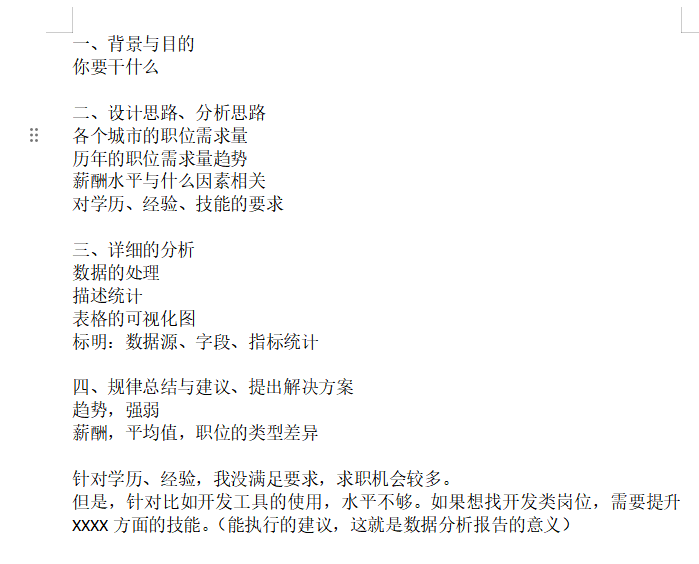 一、背景与目的
你要干什么
二、设计思路、分析思路
各个城市的职位需求量
历年的职位需求量趋势
薪酬水平与什么因素相关
对学历、经验、技能的要求
三、详细的分析
数据的处理
描述统计
表格的可视化图
标明：数据源、字段、指标统计
四、规律总结与建议、提出解决方案
趋势，强弱
薪酬，平均值，职位的类型差异
针对学历、经验，我没满足要求，求职机会较多。
但是，针对比如开发工具的使用，水平不够。如果想找开发类岗位，需要提升
XXXX 方面的技能。（能执行的建议，这就是数据分析报告的意义）